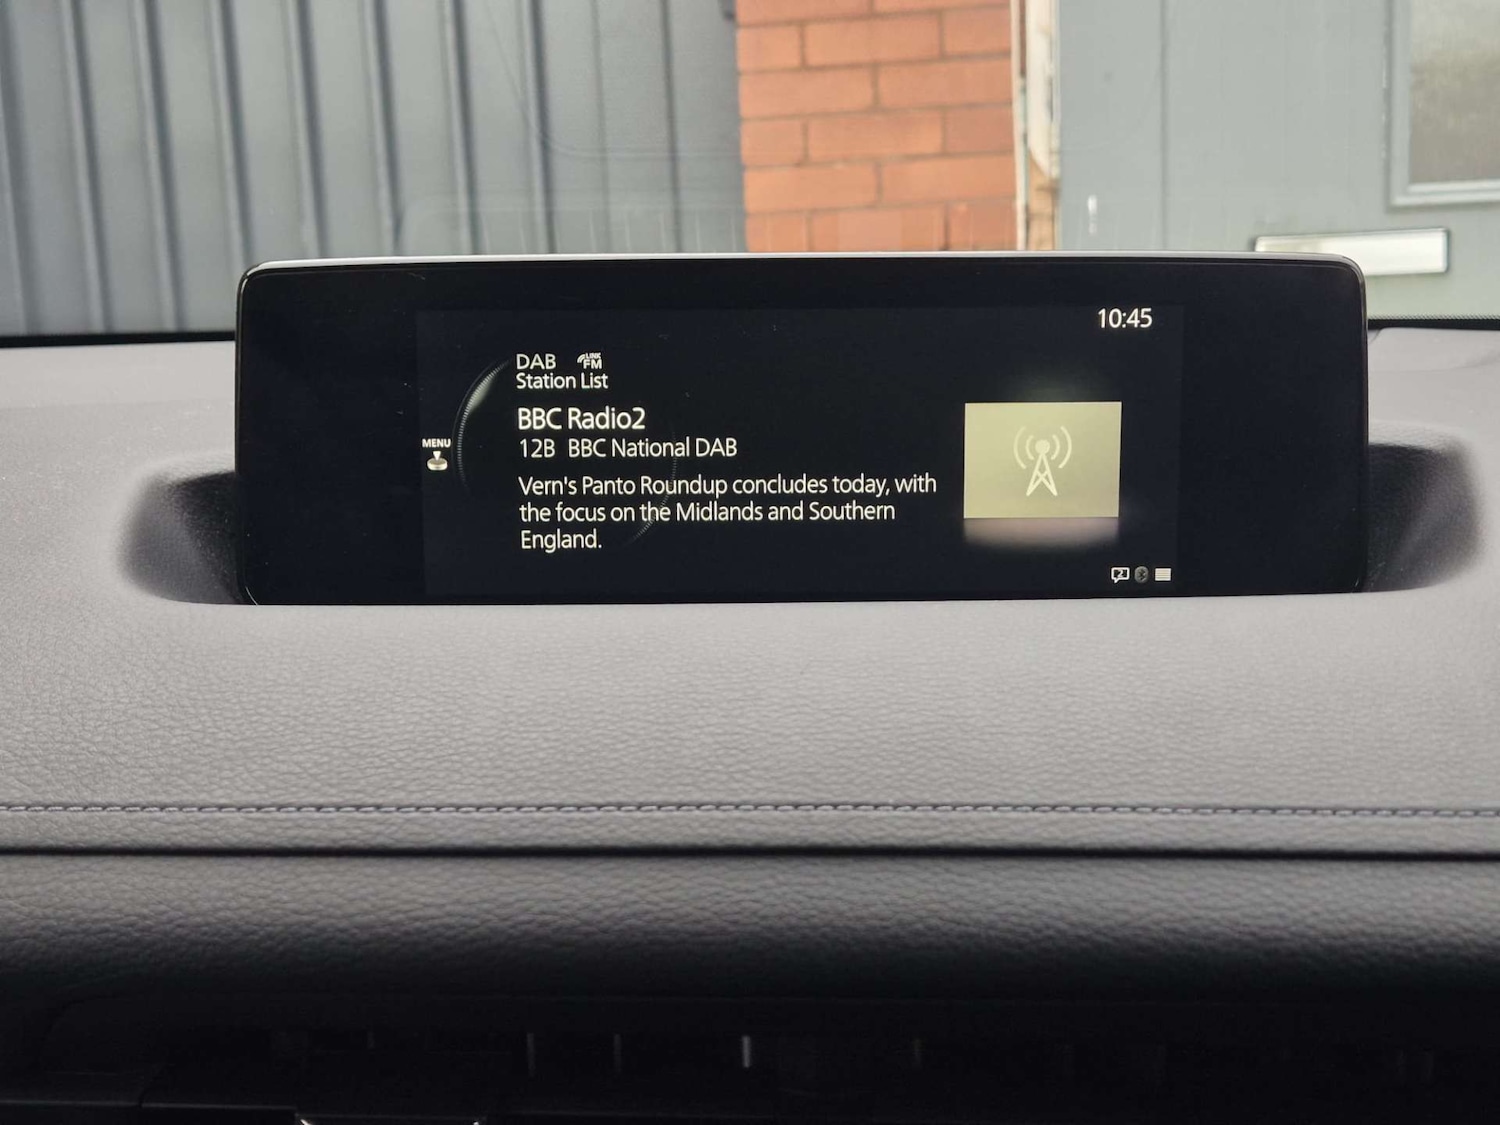 10:45
DAB LINK FM
Station List
BBC Radio2
MENU
12B BBC National DAB
Vern's Panto Roundup concludes today, with
the focus on the Midlands and Southern
England.